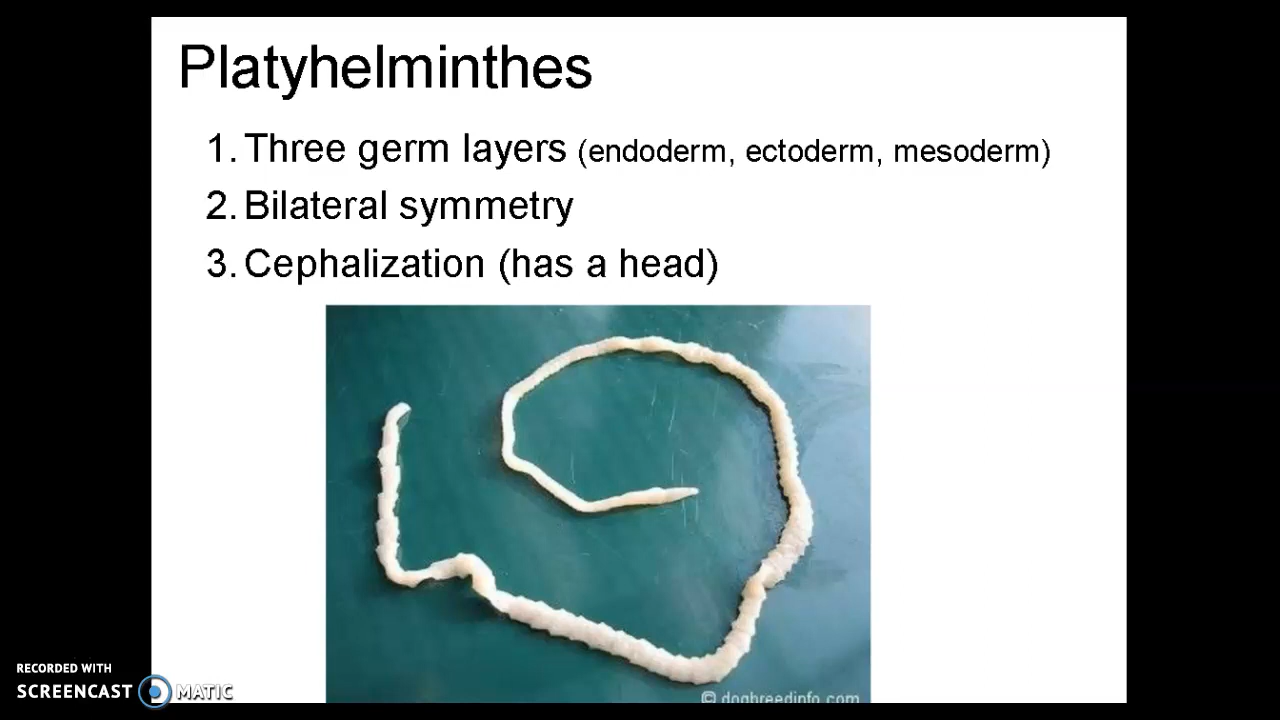 Platyhelminthes
1. Three germ layers (endoderm, ectoderm, mesoderm)
2. Bilateral symmetry
3. Cephalization (has a head)
© dogbreedinfo.com
RECORDED WITH
SCREENCAST MATIC